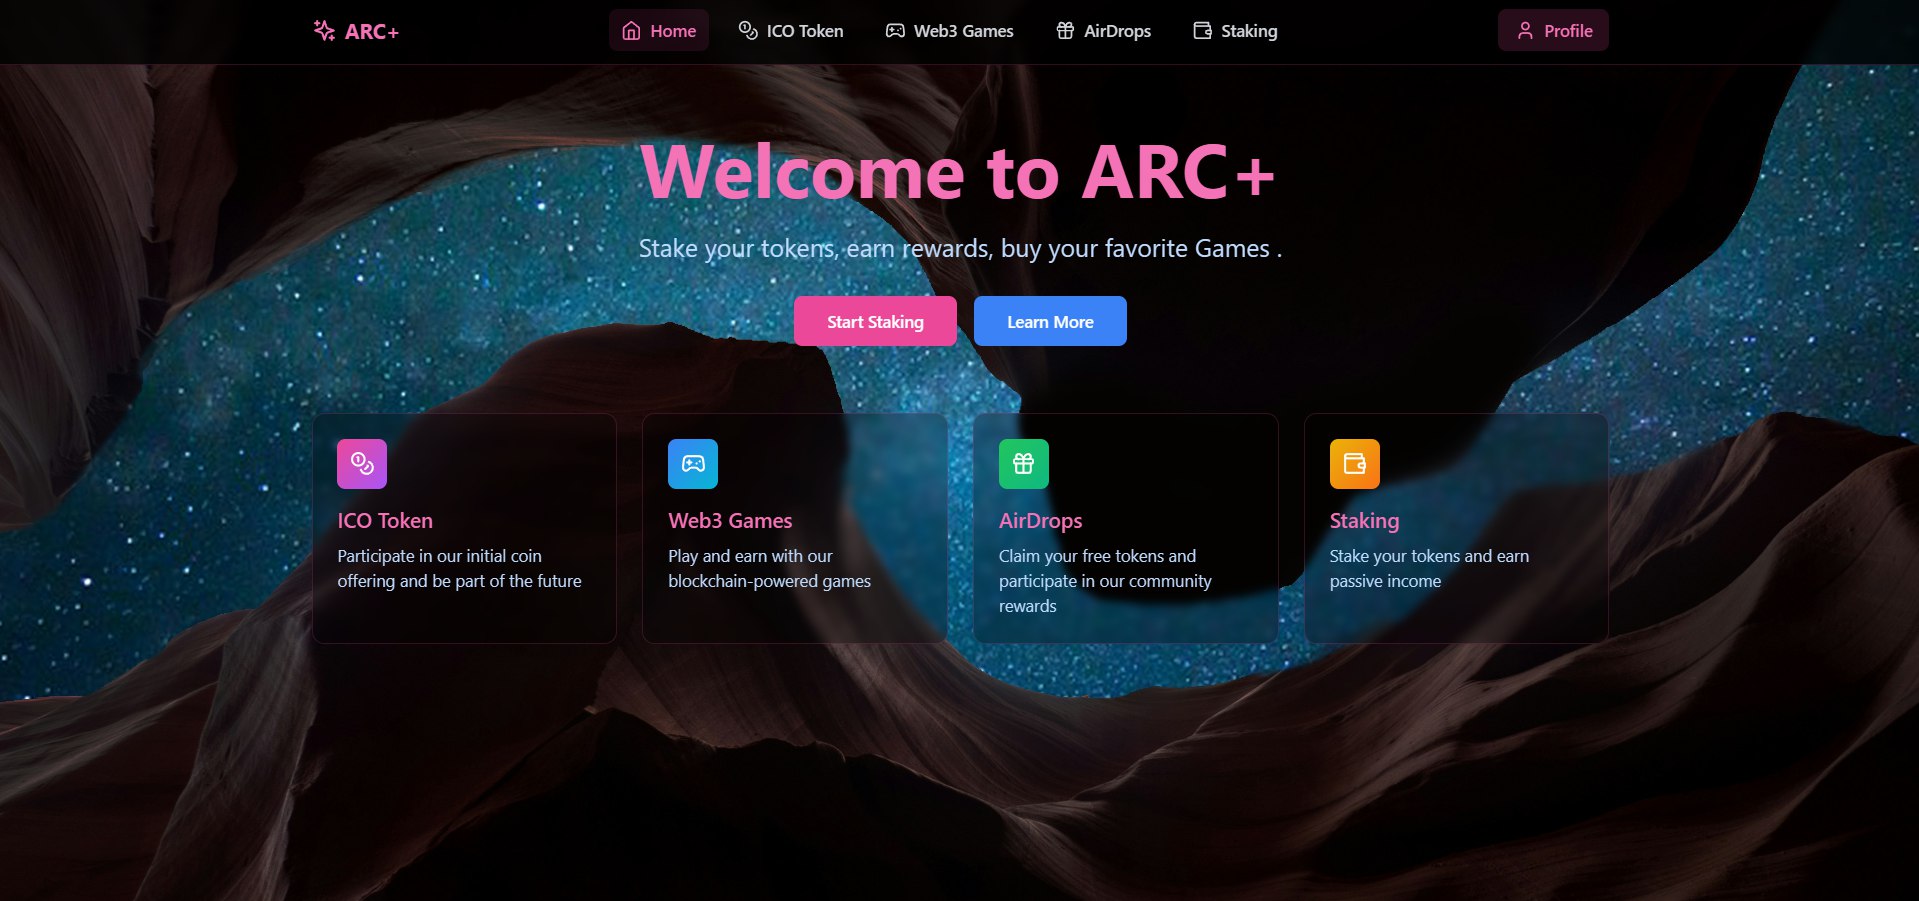 ARC+
Home
ICO Token
Web3 Games
AirDrops
Staking
Profile
Welcome to ARC+
Stake your tokens, earn rewards, buy your favorite Games .
Start Staking
Learn More
ICO Token
Participate in our initial coin
offering and be part of the future
Web3 Games
Play and earn with our
blockchain-powered games
AirDrops
Claim your free tokens and
participate in our community
rewards
Staking
Stake your tokens and earn
passive income